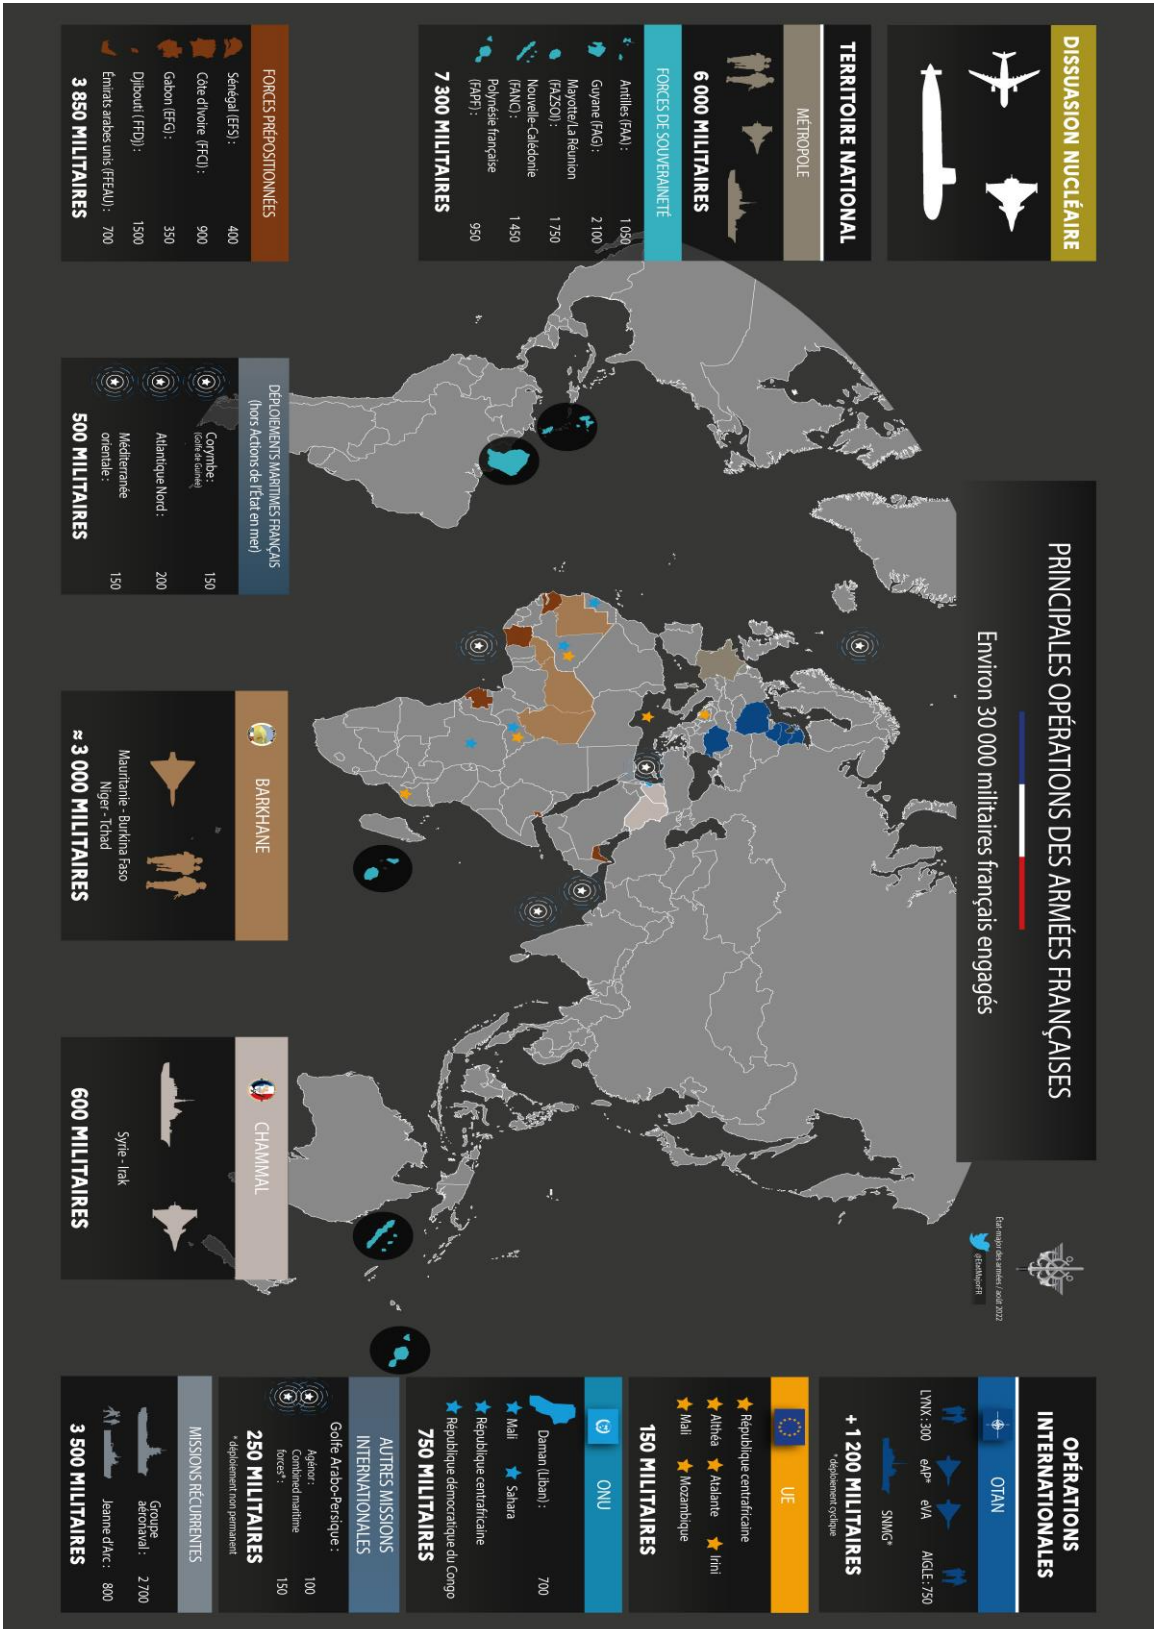 PRINCIPALES OPÉRATIONS DES ARMÉES FRANÇAISES
Environ 30 000 militaires français engagés
État-major des armées / août 2022
@EtatMajorFR
DISSUASION NUCLÉAIRE
TERRITOIRE NATIONAL
MÉTROPOLE
6 000 MILITAIRES
FORCES DE SOUVERAINETÉ
Antilles (FAA) : 1 050
Guyane (FAG) : 2 100
Mayotte/La Réunion
(FAZSOI) : 1 750
Nouvelle-Calédonie
(FANC) : 1 450
Polynésie française
(FAPF) : 950
7 300 MILITAIRES
FORCES PRÉPOSITIONNÉES
Sénégal (EFS) : 400
Côte d'Ivoire (FFCI) : 900
Gabon (EFG) : 350
Djibouti ( FFDJ) : 1500
Émirats arabes unis (FFEAU) : 700
3 850 MILITAIRES
DÉPLOIEMENTS MARITIMES FRANÇAIS
(hors Actions de l'État en mer)
Corymbe : 150
(Golfe de Guinée)
Atlantique Nord : 200
Méditerranée
orientale : 150
500 MILITAIRES
BARKHANE
Mauritanie - Burkina Faso
Niger - Tchad
≈ 3 000 MILITAIRES
CHAMMAL
Syrie - Irak
600 MILITAIRES
OPÉRATIONS
INTERNATIONALES
OTAN
LYNX : 300 eAP* eVA AIGLE : 750
SNMG*
+ 1 200 MILITAIRES
* déploiement cyclique
UE
République centrafricaine
Althéa Atalante Irini
Mali Mozambique
150 MILITAIRES
ONU
Daman (Liban) : 700
Mali Sahara
République centrafricaine
République démocratique du Congo
750 MILITAIRES
AUTRES MISSIONS
INTERNATIONALES
Golfe Arabo-Persique :
Agénor : 100
Combined maritime
forces* : 150
250 MILITAIRES
* déploiement non permanent
MISSIONS RÉCURRENTES
Groupe
aéronaval : 2 700
Jeanne d'Arc : 800
3 500 MILITAIRES